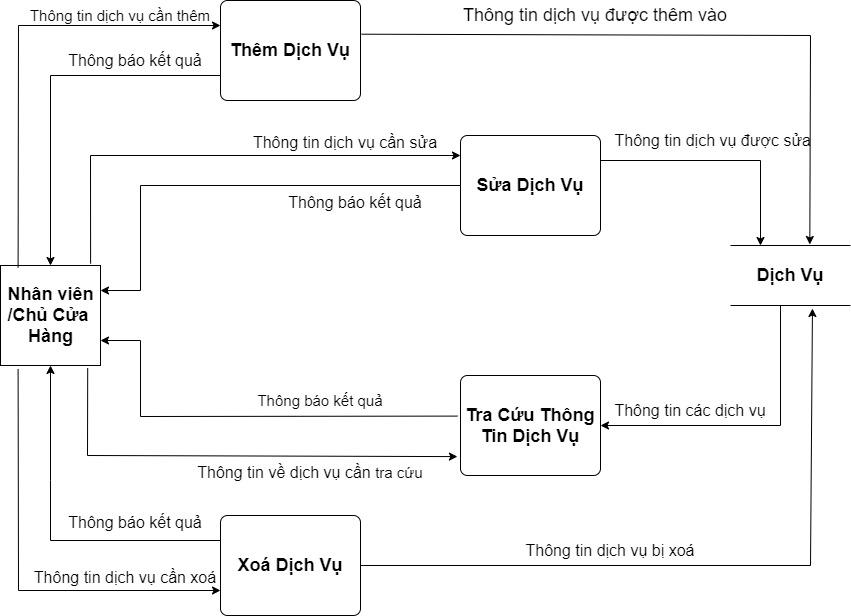 Thông tin dịch vụ cần thêm
Thông tin dịch vụ được thêm vào
Thêm Dịch Vụ
Thông báo kết quả
Thông tin dịch vụ cần sửa
Thông tin dịch vụ được sửa
Sửa Dịch Vụ
Thông báo kết quả
Dịch Vụ
Nhân viên
/Chủ Cửa
Hàng
Thông báo kết quả
Tra Cứu Thông
Tin Dịch Vụ
Thông tin các dịch vụ
Thông tin về dịch vụ cần tra cứu
Thông báo kết quả
Thông tin dịch vụ bị xoá
Xoá Dịch Vụ
Thông tin dịch vụ cần xoá